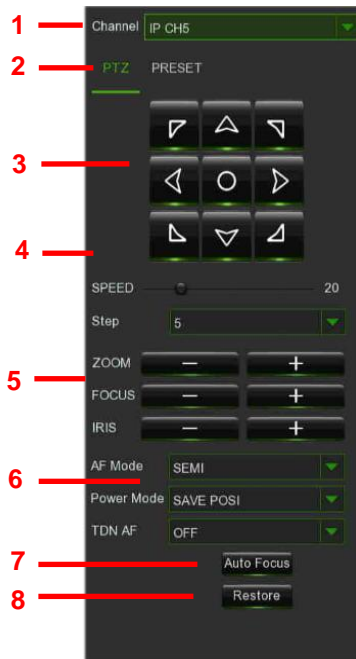 1 Channel IP CH5
2 PTZ PRESET
3
4
SPEED 20
Step 5
5 ZOOM − +
FOCUS − +
IRIS − +
AF Mode SEMI
6
Power Mode SAVE POSI
TDN AF OFF
7 Auto Focus
8 Restore